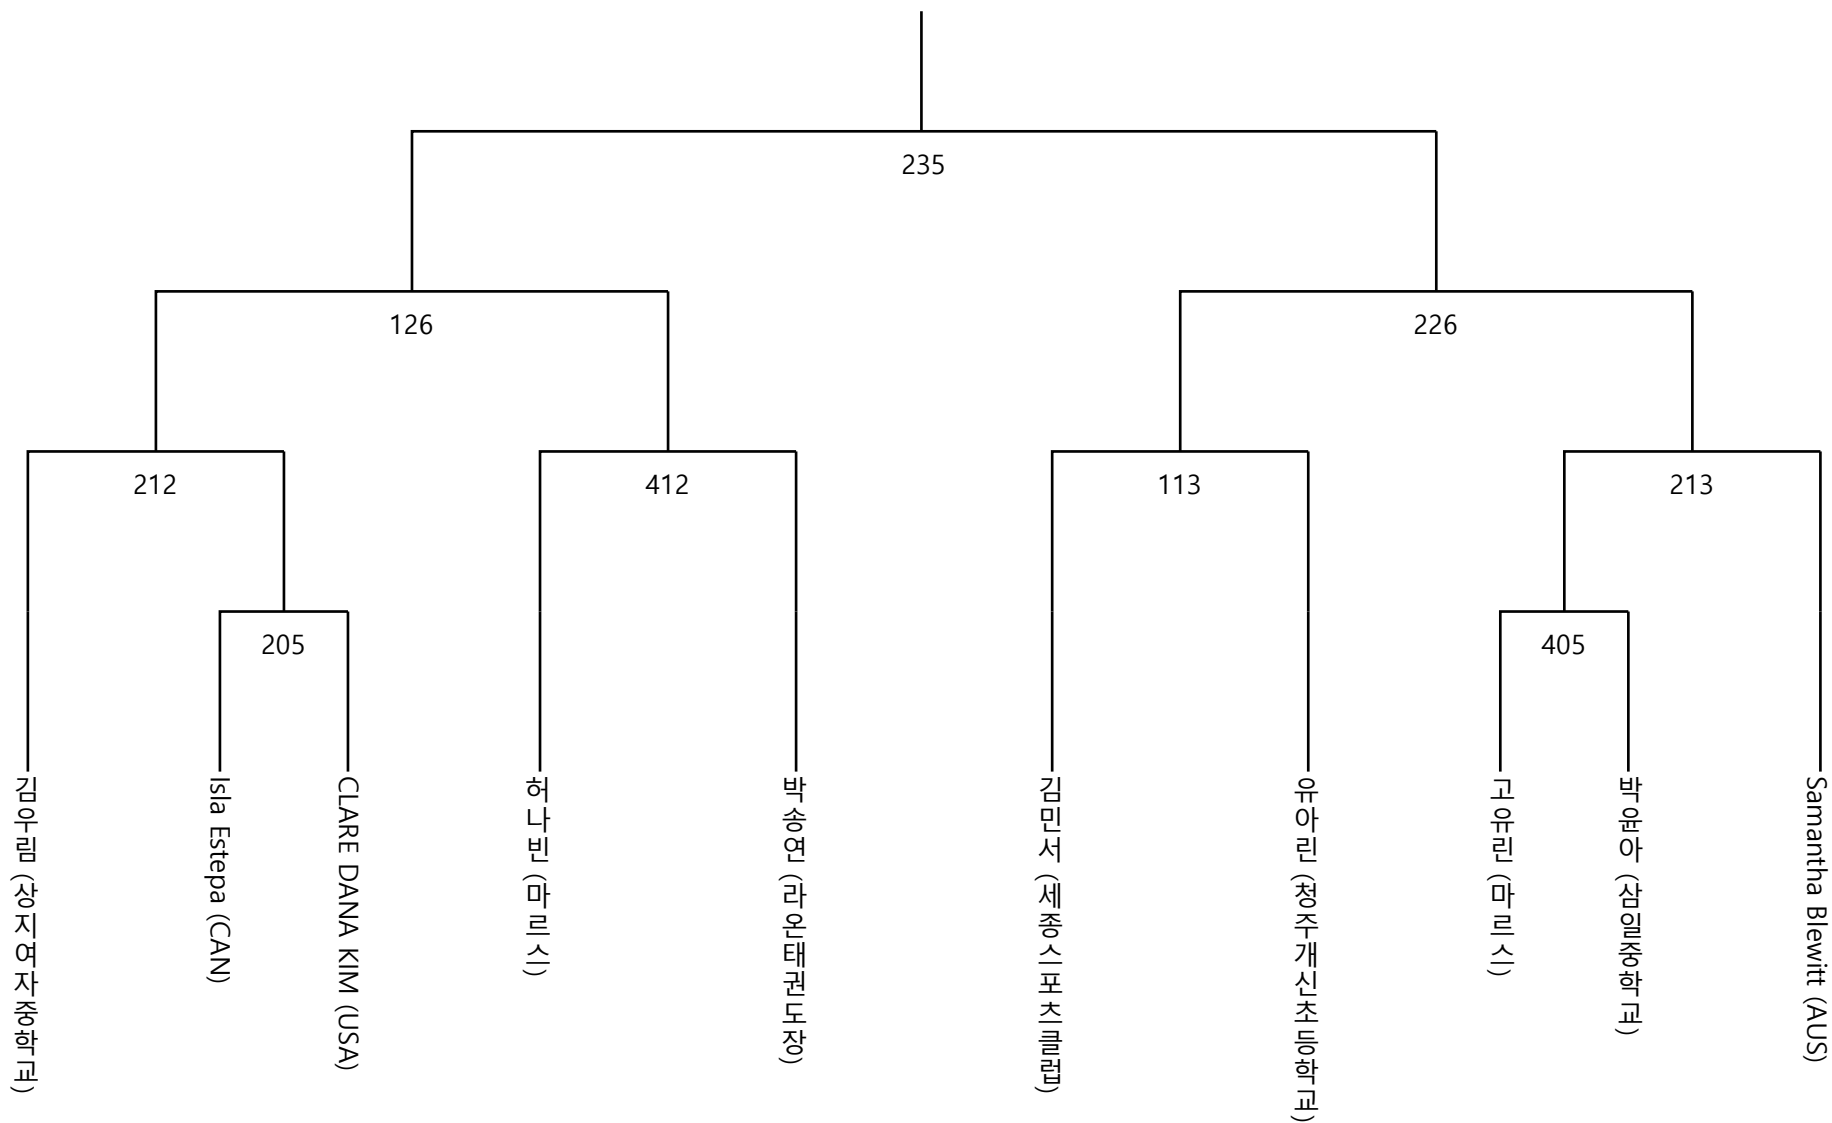 235
126
226
212
412
113
213
205
405
김우림 (상지여자중학교)
Isla Estepa (CAN)
CLARE DANA KIM (USA)
허나빈 (마르스)
박송연 (라온태권도장)
김민서 (세종스포츠클럽)
유아린 (청주개신초등학교)
고유린 (마르스)
박윤아 (삼일중학교)
Samantha Blewitt (AUS)